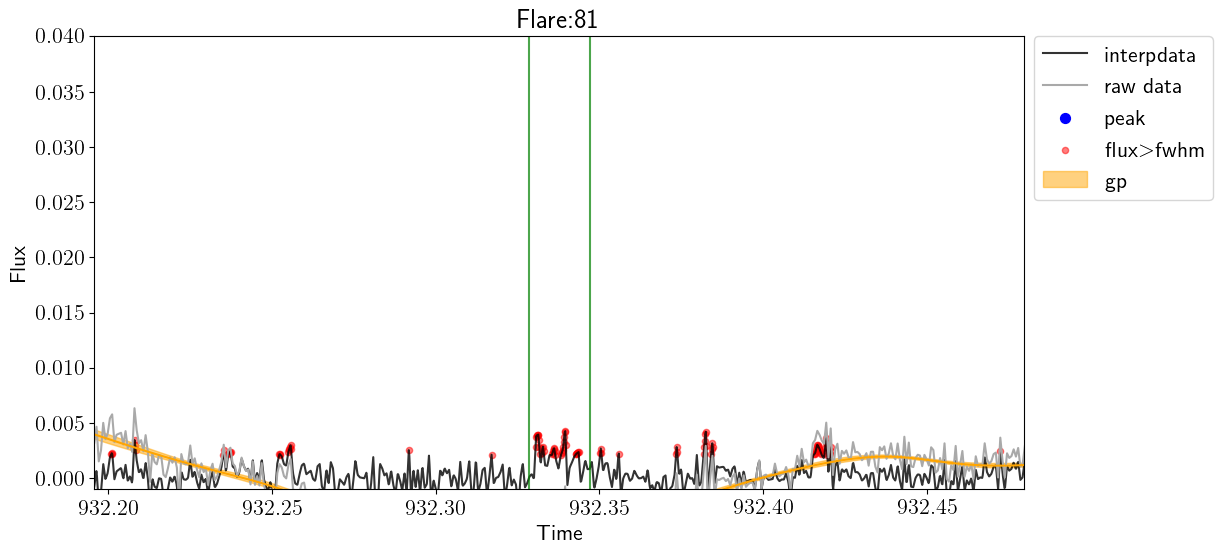 Flare:81
0.040
0.035
0.030
0.025
0.020
0.015
0.010
0.005
0.000
Flux
932.20
932.25
932.30
932.35
932.40
932.45
Time
interpdata
raw data
peak
flux>fwhm
gp